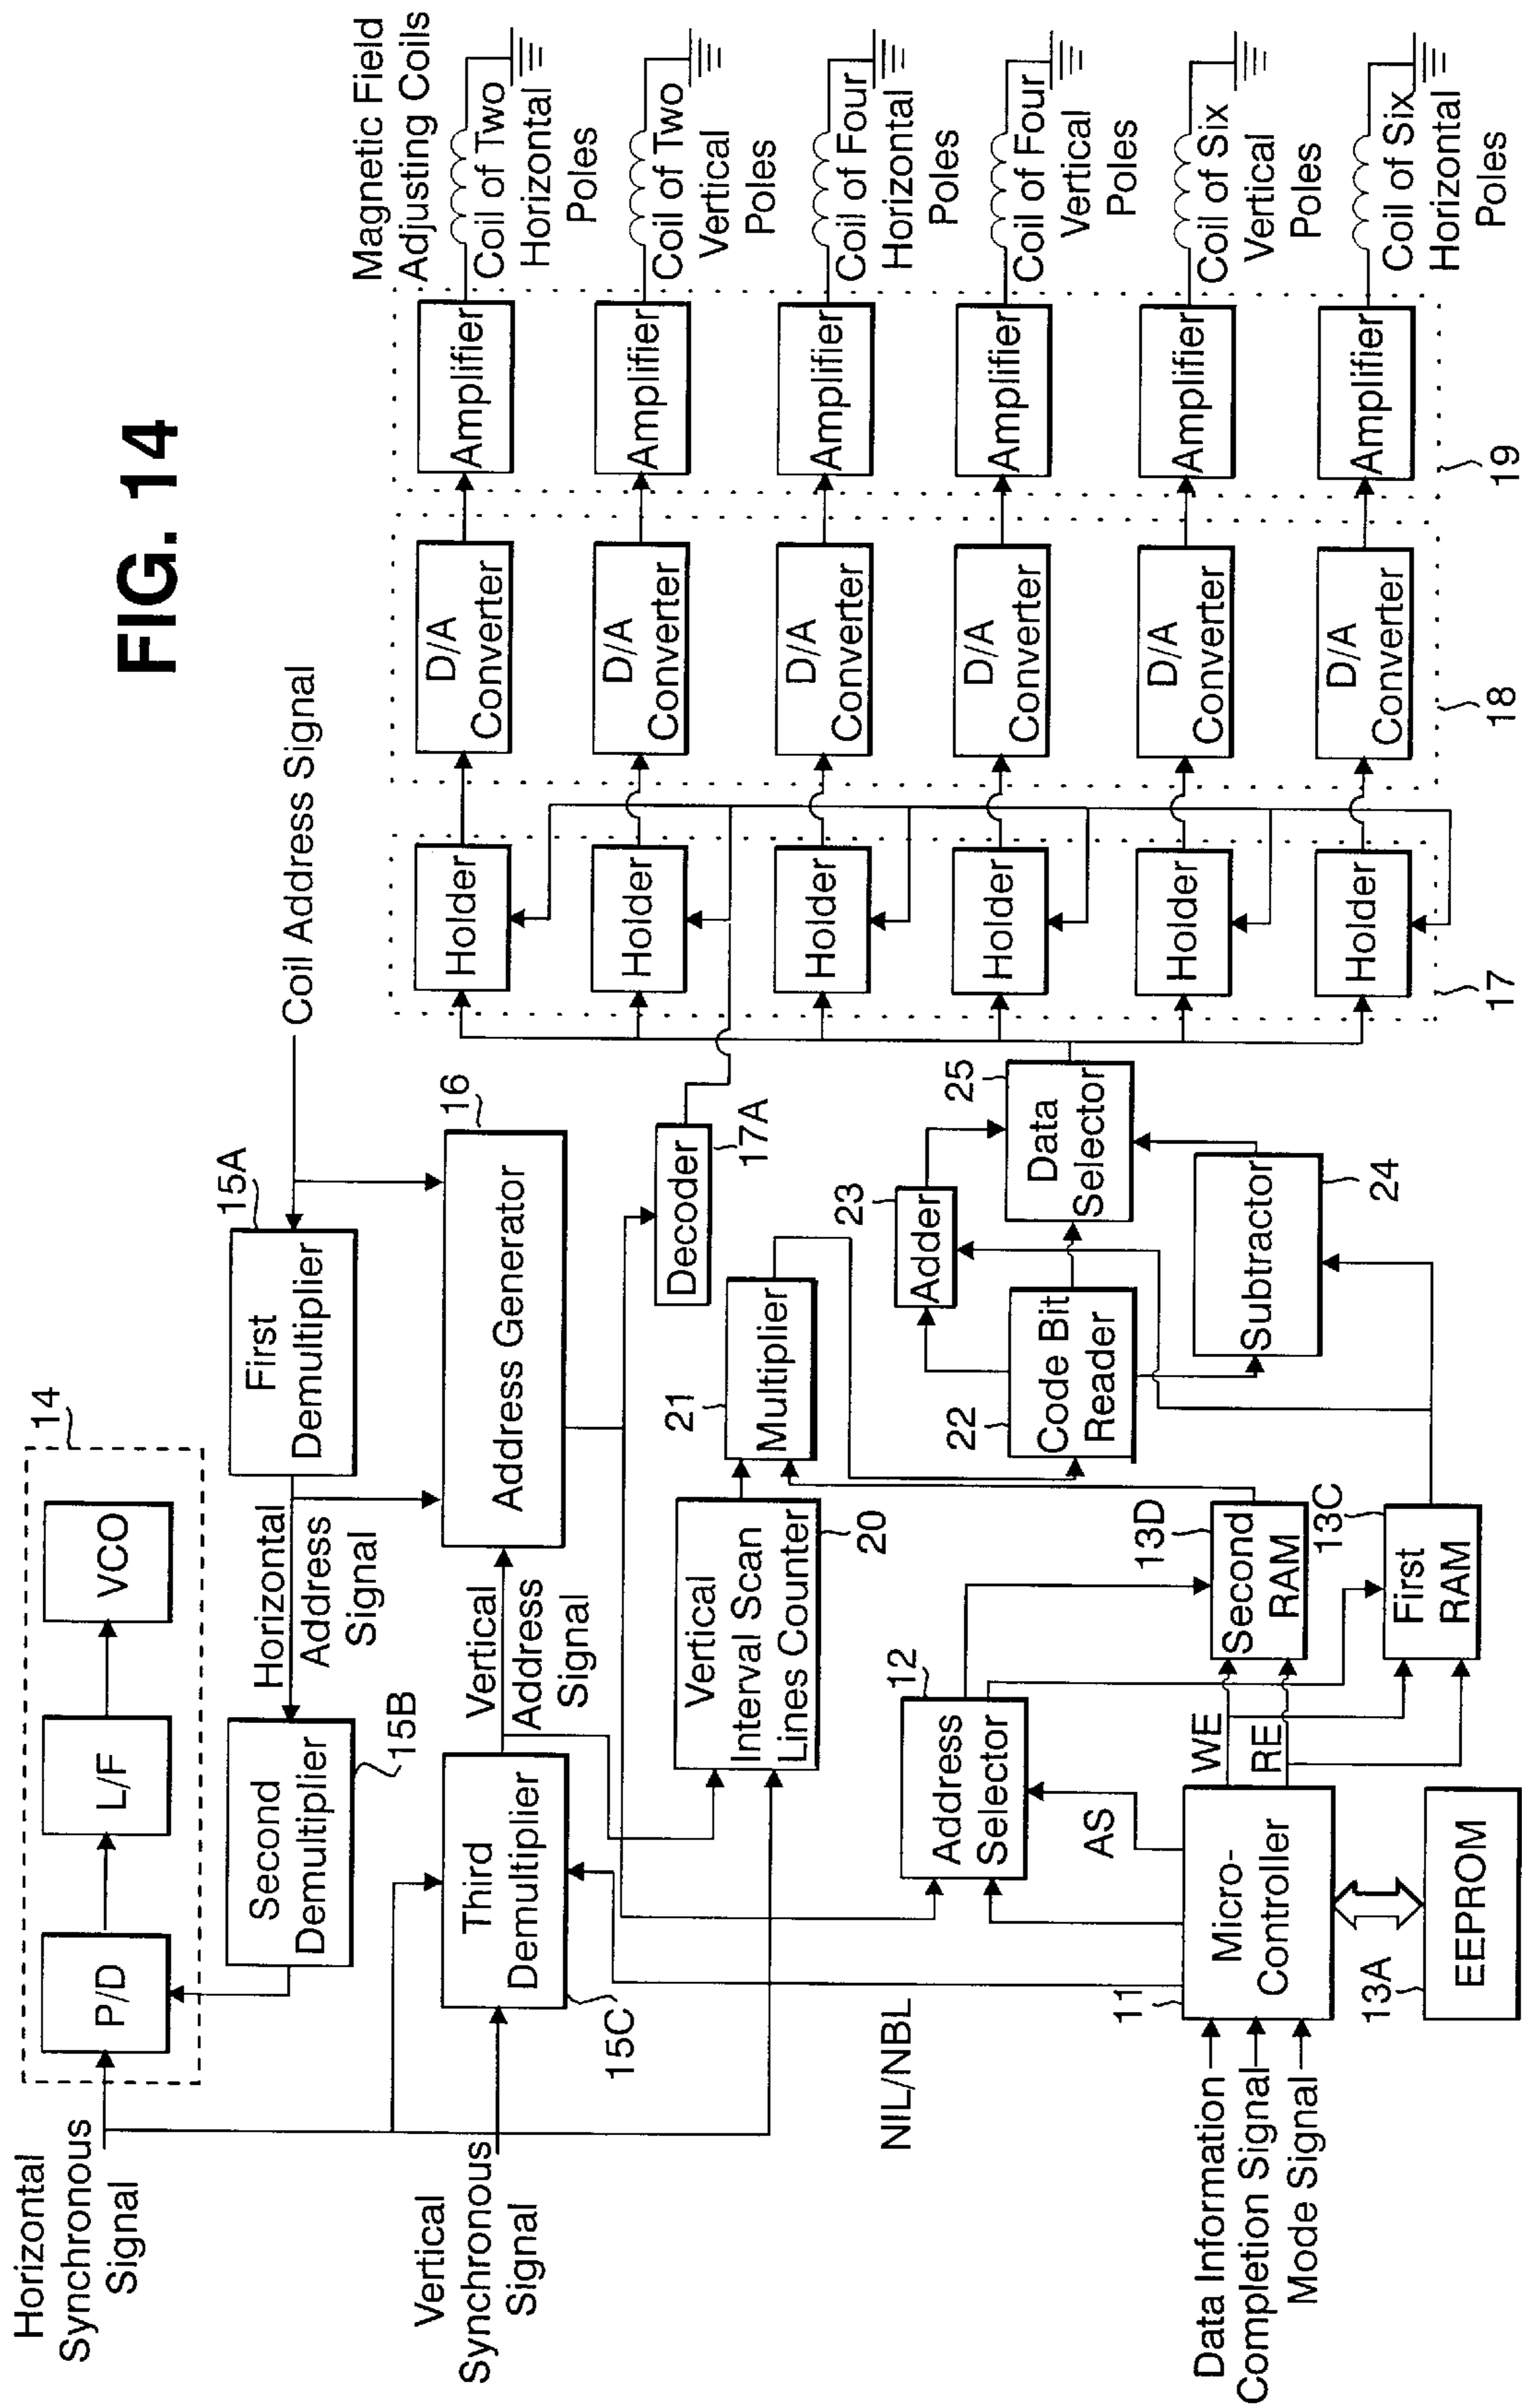 FIG. 14
Horizontal
Synchronous
Signal
14
P/D
L/F
VCO
Second
Demultiplier
15B
Horizontal
Address
Signal
First
Demultiplier
15A
Coil Address Signal
Vertical
Synchronous
Signal
Third
Demultiplier
15C
Vertical
Address
Signal
Address Generator
16
Decoder
17A
Vertical
Interval Scan
Lines Counter
20
Multiplier
21
NIL/NBL
Address
Selector
12
AS
Code Bit
Reader
22
Adder
23
Data
Selector
25
Subtractor
24
Data Information
Completion Signal
Mode Signal
Micro-
Controller
11
WE
RE
Second
RAM
13D
First
RAM
13C
EEPROM
13A
Holder
D/A
Converter
Amplifier
Magnetic Field
Adjusting Coils
Coil of Two
Horizontal
Poles
Holder
D/A
Converter
Amplifier
Coil of Two
Vertical
Poles
Holder
D/A
Converter
Amplifier
Coil of Four
Horizontal
Poles
Holder
D/A
Converter
Amplifier
Coil of Four
Vertical
Poles
Holder
D/A
Converter
Amplifier
Coil of Six
Vertical
Poles
Holder
D/A
Converter
Amplifier
Coil of Six
Horizontal
Poles
17
18
19